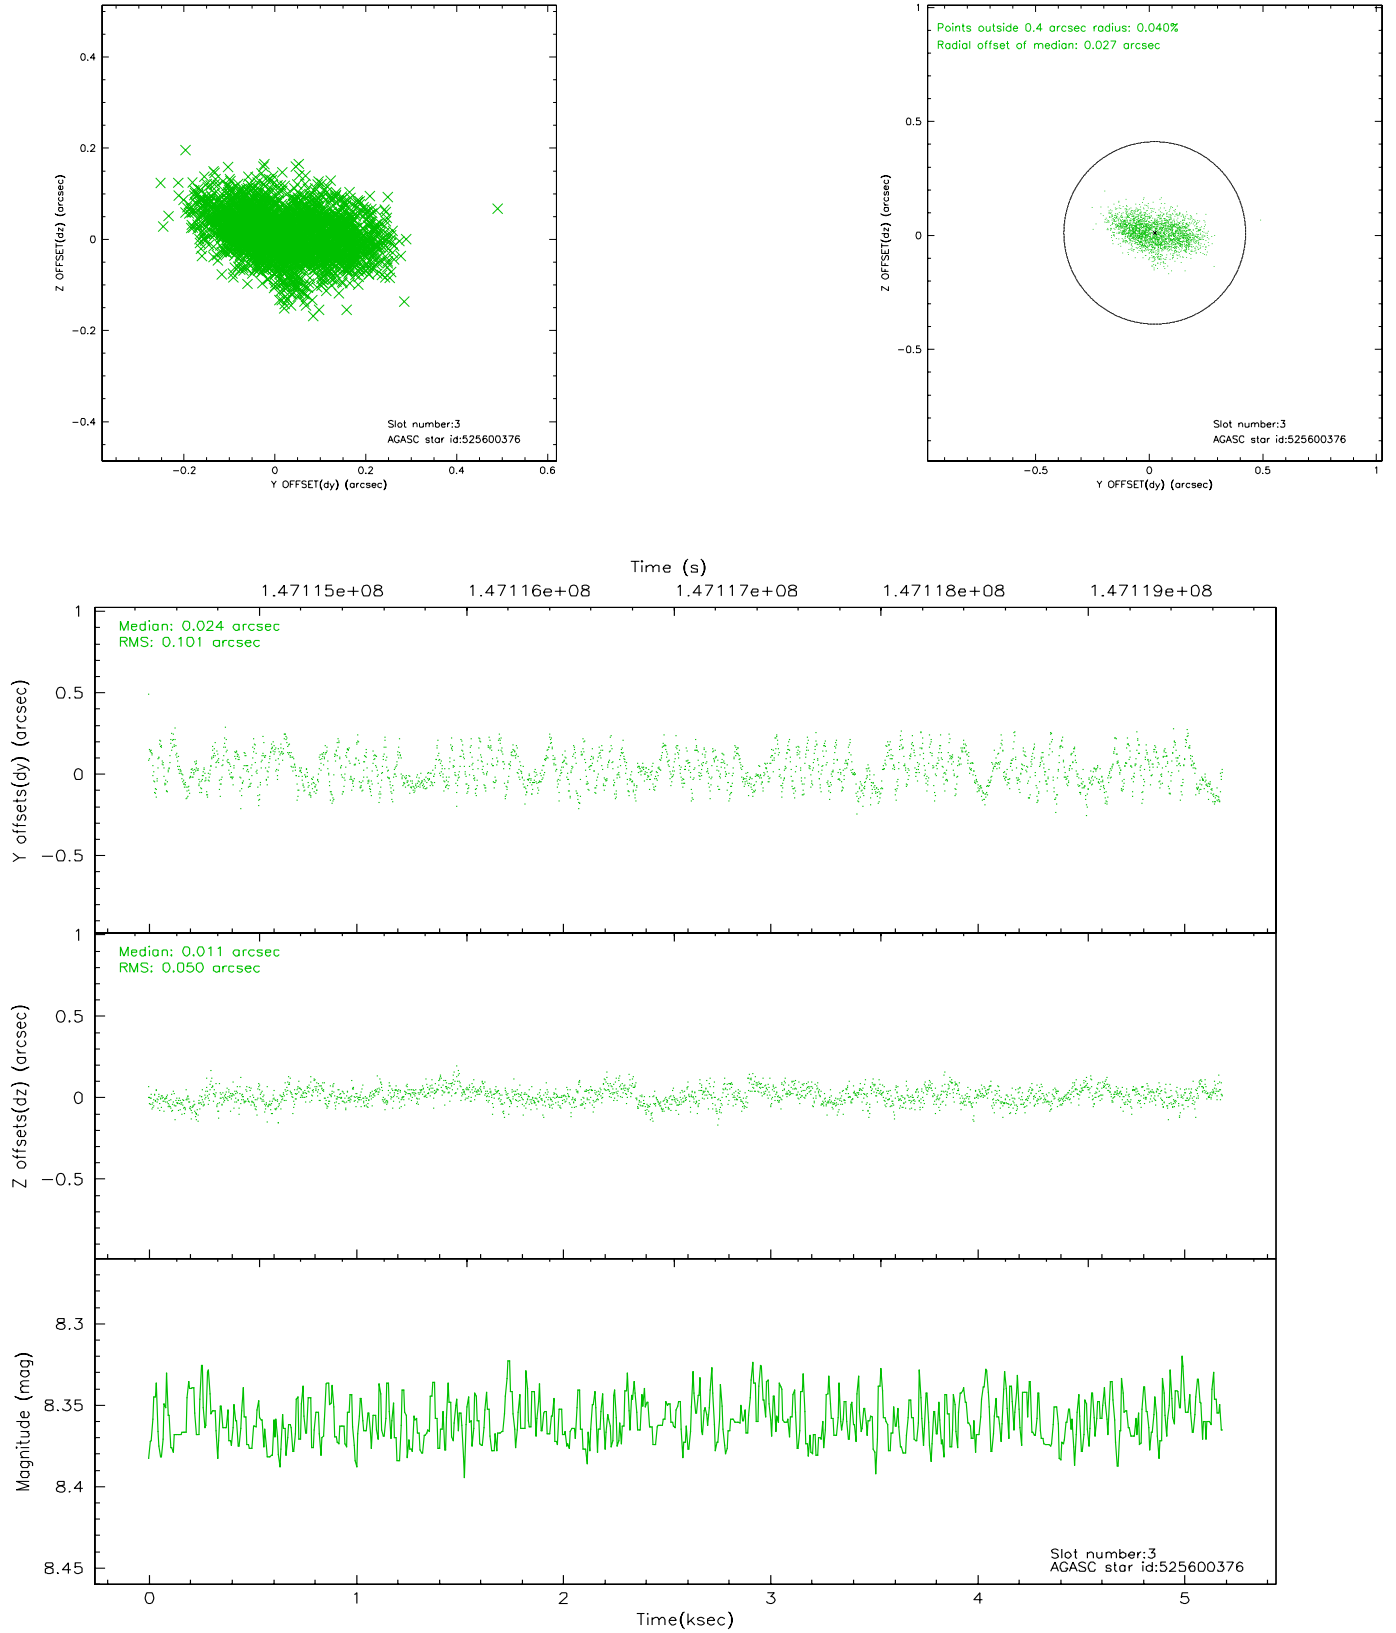 0.4
0.2
0
−0.2
−0.4
Z OFFSET(dz) (arcsec)
−0.2 0 0.2 0.4 0.6
Y OFFSET(dy) (arcsec)
Slot number:3
AGASC star id:525600376
Points outside 0.4 arcsec radius: 0.040%
Radial offset of median: 0.027 arcsec
1
0.5
0
−0.5
Z OFFSET(dz) (arcsec)
−0.5 0 0.5 1
Y OFFSET(dy) (arcsec)
Slot number:3
AGASC star id:525600376
Time (s)
1.47115e+08 1.47116e+08 1.47117e+08 1.47118e+08 1.47119e+08
Median: 0.024 arcsec
RMS: 0.101 arcsec
1
0.5
0
−0.5
Y offsets(dy) (arcsec)
Median: 0.011 arcsec
RMS: 0.050 arcsec
1
0.5
0
−0.5
Z offsets(dz) (arcsec)
8.3
8.35
8.4
8.45
Magnitude (mag)
Slot number:3
AGASC star id:525600376
0 1 2 3 4 5
Time(ksec)